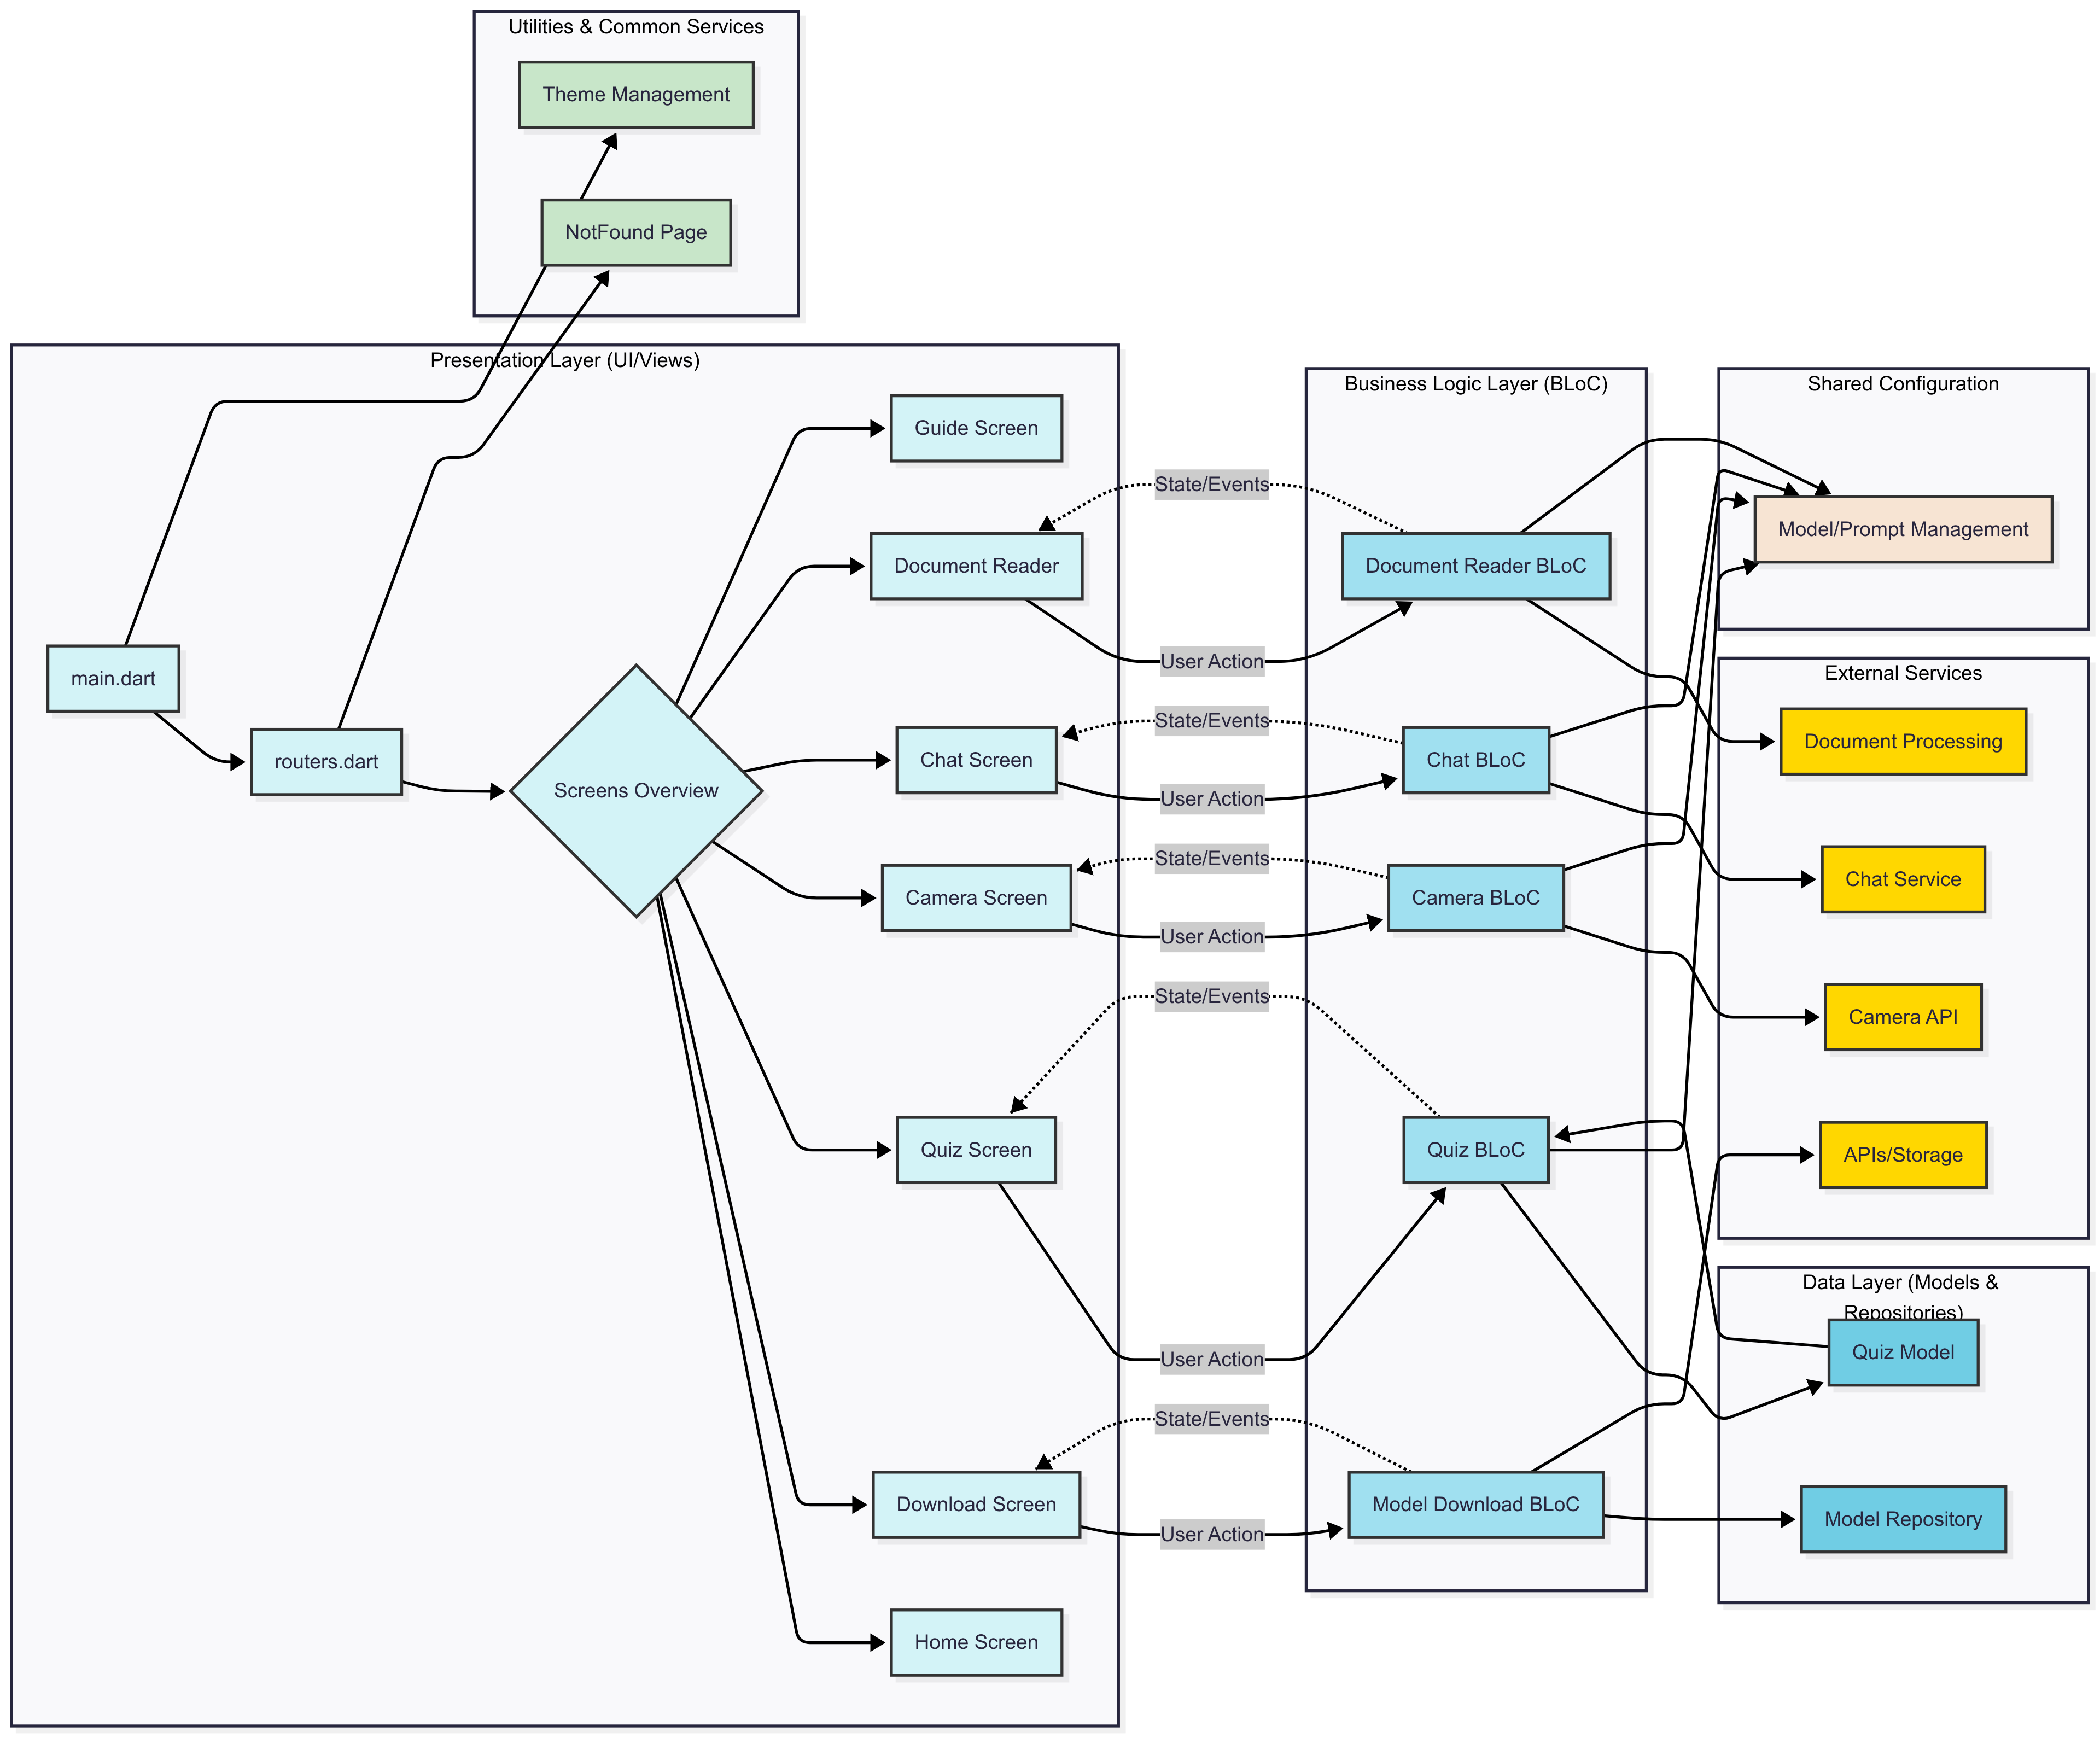 Utilities & Common Services
Theme Management
NotFound Page
Presentation Layer (UI/Views)
main.dart
routers.dart
Screens Overview
Guide Screen
Document Reader
Chat Screen
Camera Screen
Quiz Screen
Download Screen
Home Screen
State/Events
User Action
State/Events
User Action
State/Events
User Action
State/Events
User Action
State/Events
User Action
Business Logic Layer (BLoC)
Document Reader BLoC
Chat BLoC
Camera BLoC
Quiz BLoC
Model Download BLoC
Shared Configuration
Model/Prompt Management
External Services
Document Processing
Chat Service
Camera API
APIs/Storage
Data Layer (Models &
Repositories)
Quiz Model
Model Repository